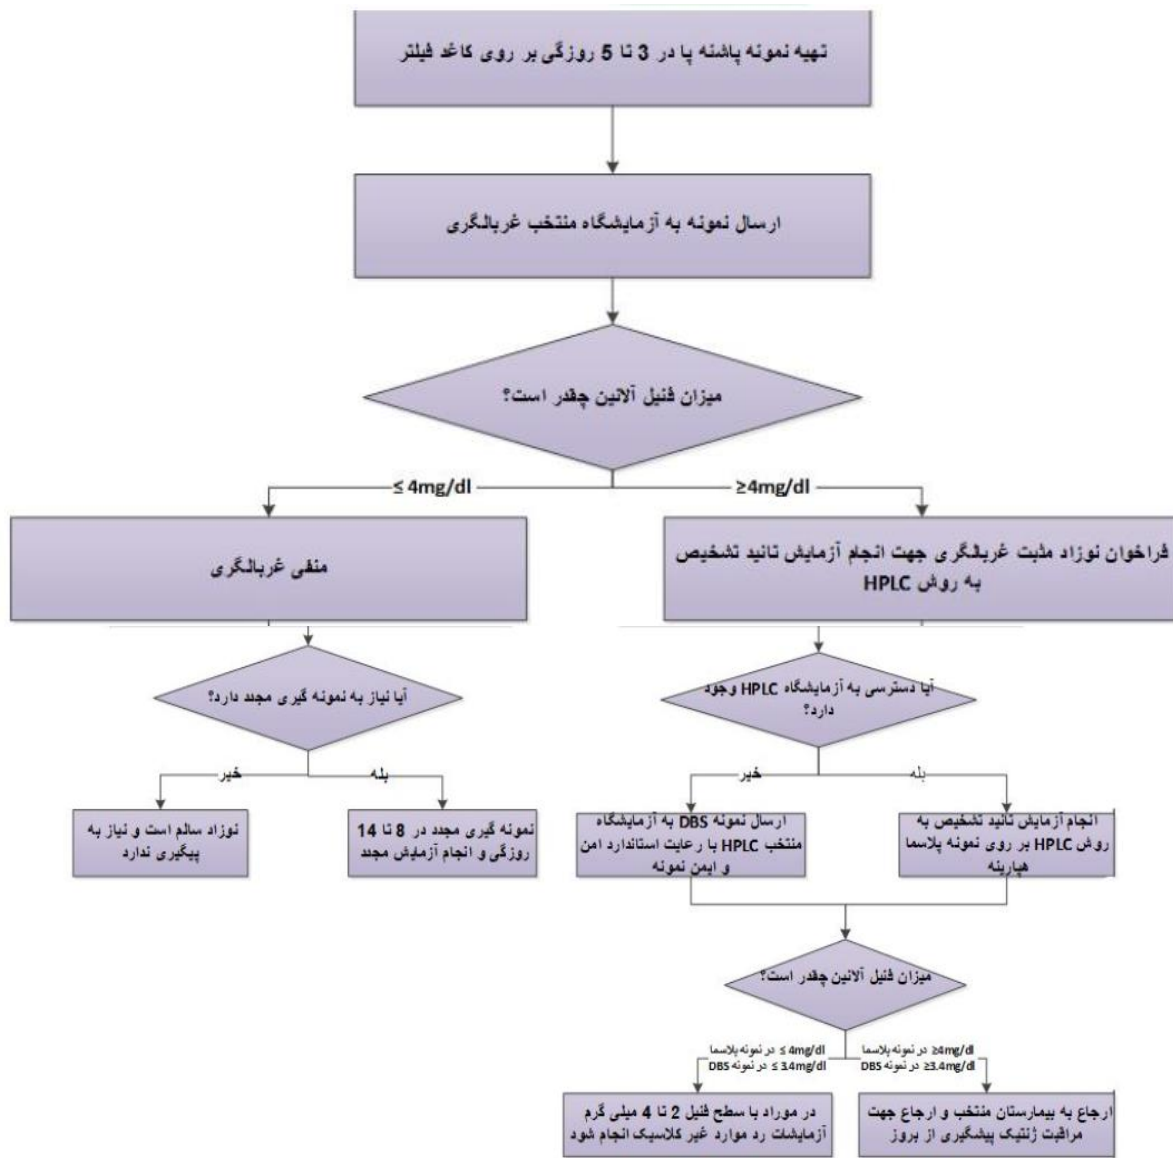 تهیه نمونه پاشنه پا در 3 تا 5 روزگی بر روی کاغذ فیلتر
ارسال نمونه به آزمایشگاه منتخب غربالگری
میزان فنیل آلانین چقدر است؟
≥4mg/dl
≤ 4mg/dl
فراخوان نوزاد مثبت غربالگری جهت انجام آزمایش تائید تشخیص
به روش HPLC
منفی غربالگری
آیا دسترسی به آزمایشگاه HPLC وجود
دارد؟
آیا نیاز به نمونه گیری مجدد دارد؟
بله
خیر
بله
خیر
انجام آزمایش تائید تشخیص به
روش HPLC بر روی نمونه پلاسما
هپارینه
ارسال نمونه DBS به آزمایشگاه
منتخب HPLC با رعایت استاندارد امن
و ایمن نمونه
نمونه گیری مجدد در 8 تا 14
روزگی و انجام آزمایش مجدد
نوزاد سالم است و نیاز به
پیگیری ندارد
میزان فنیل آلانین چقدر است؟
≥4mg/dl در نمونه پلاسما
≥3.4mg/dl در نمونه DBS
≤ 4mg/dl در نمونه پلاسما
≤ 3.4mg/dl در نمونه DBS
ارجاع به بیمارستان منتخب و ارجاع جهت
مراقبت ژنتیک پیشگیری از بروز
در موراد با سطح فنیل 2 تا 4 میلی گرم
آزمایشات رد موارد غیر کلاسیک انجام شود